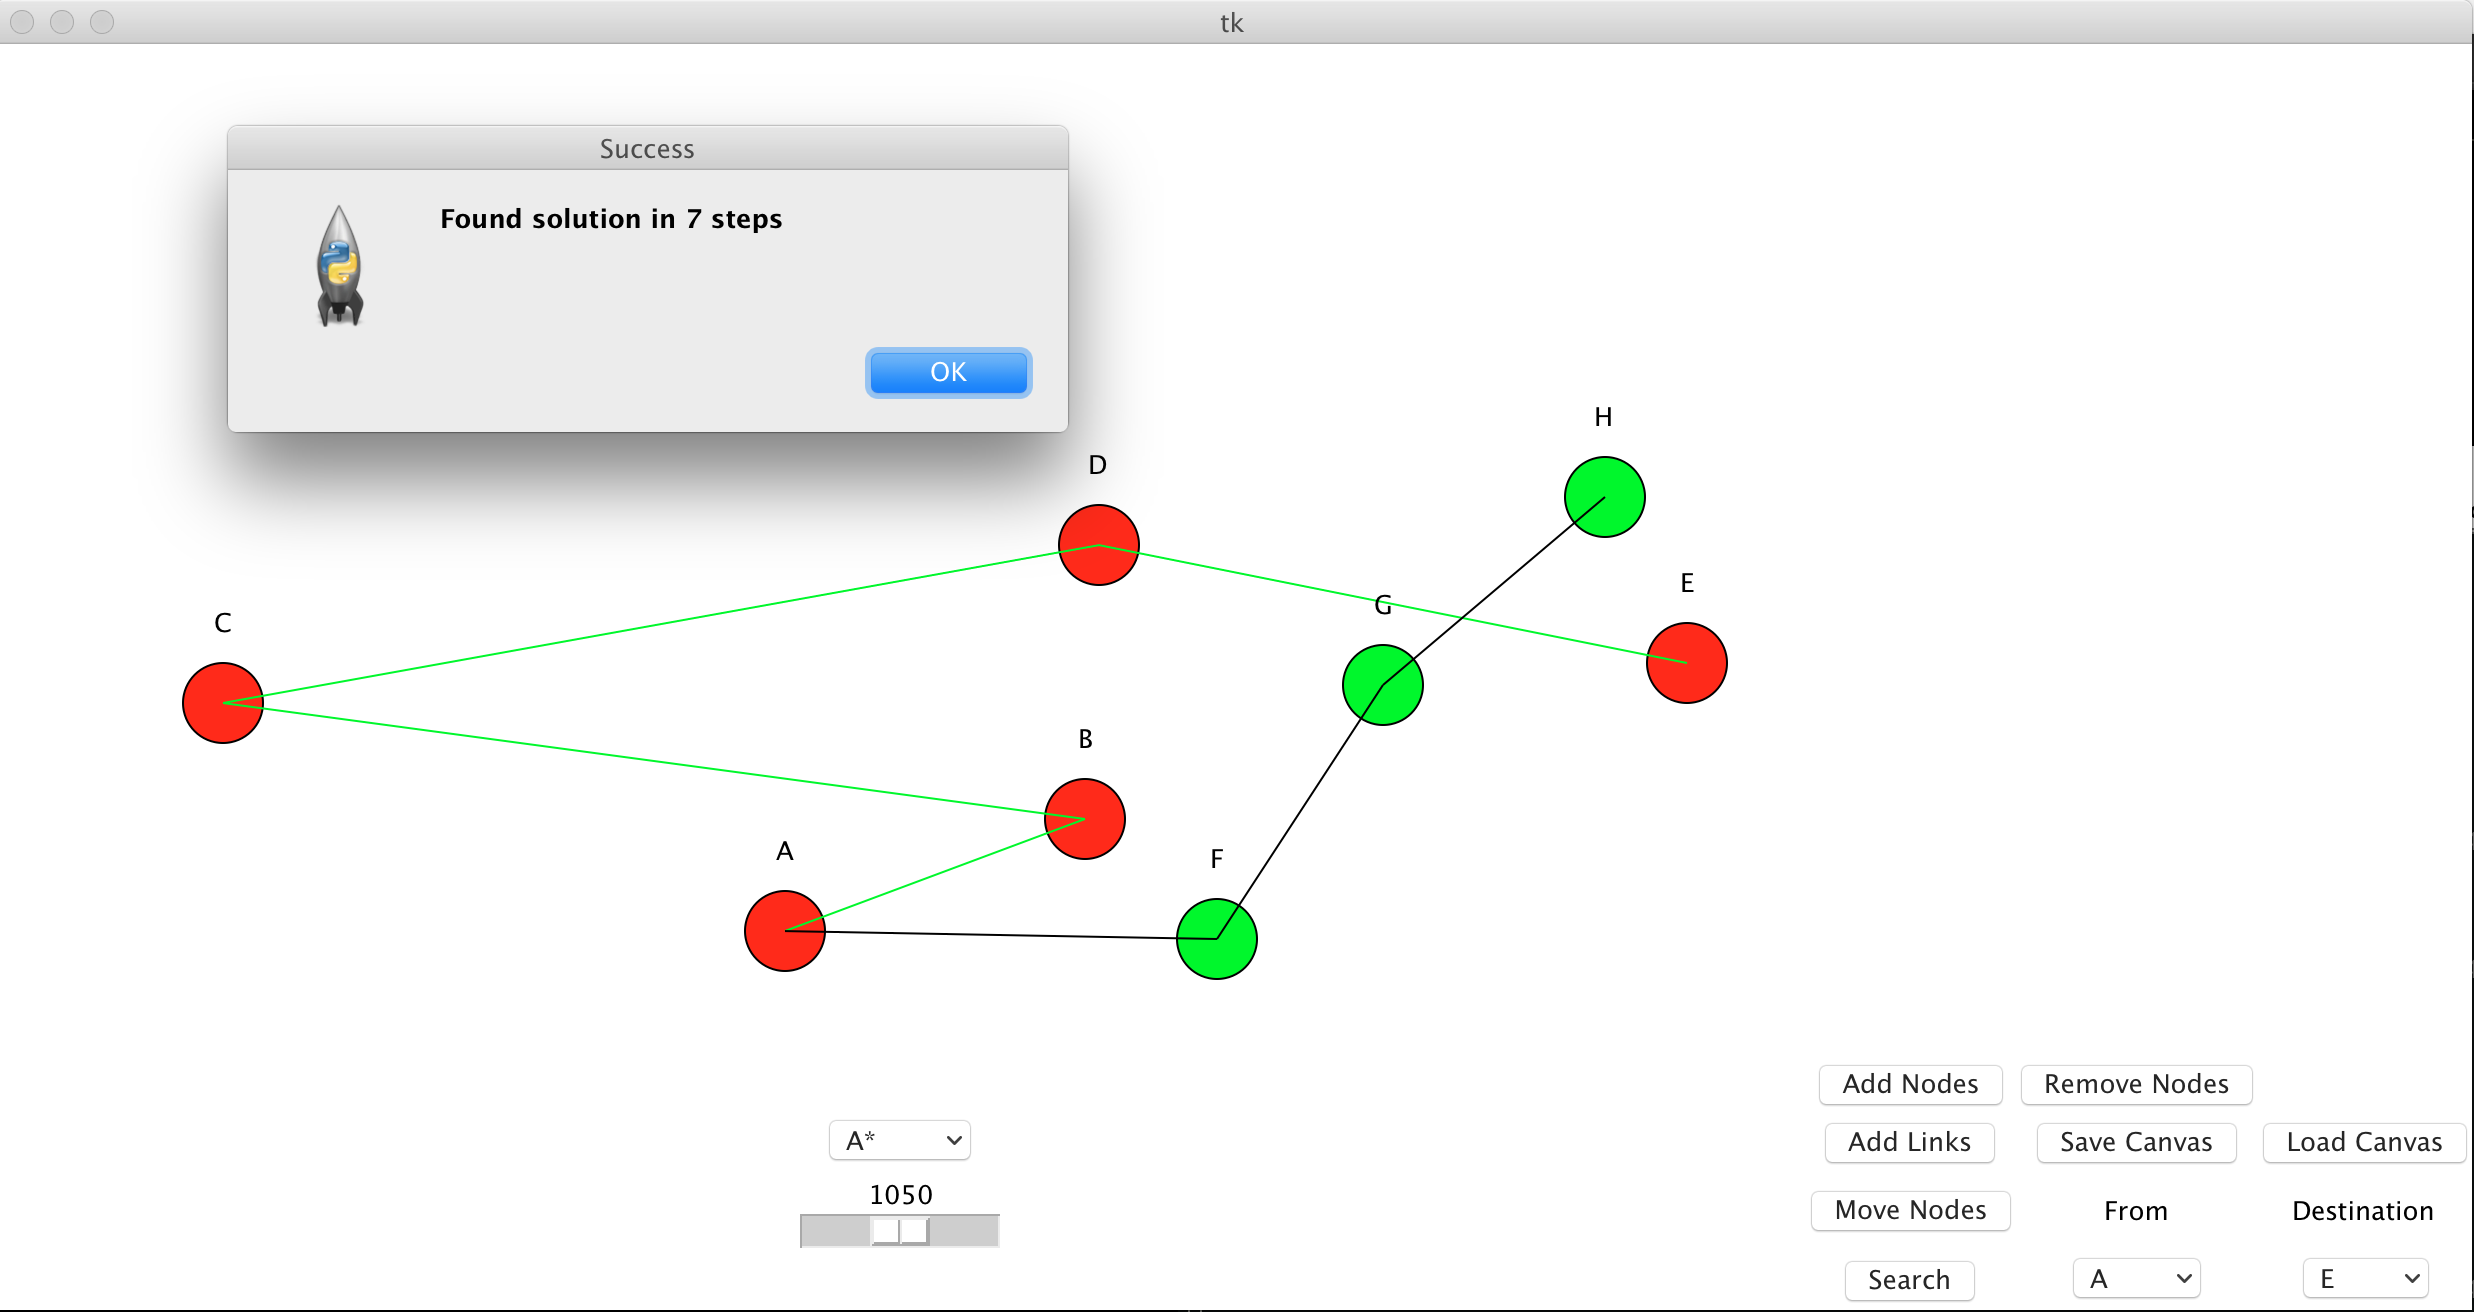 tk
Success
Found solution in 7 steps
OK
H
D
E
G
C
B
A
F
Add Nodes Remove Nodes
A* Add Links Save Canvas Load Canvas
1050
Move Nodes From Destination
Search A E